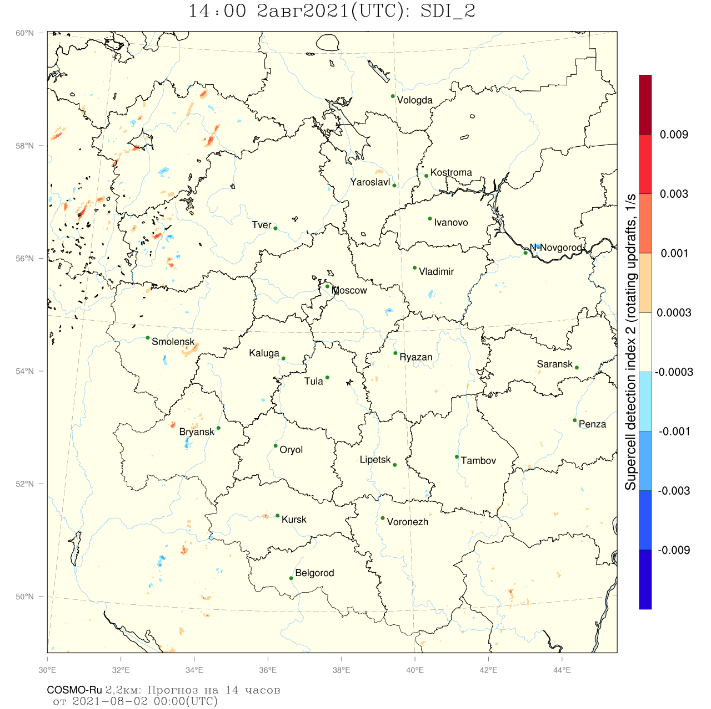 14:00 2авг2021(UTC): SDI_2
60°N
58°N
56°N
54°N
52°N
50°N
30°E 32°E 34°E 36°E 38°E 40°E 42°E 44°E
Vologda
Kostroma
Yaroslavl
Ivanovo
Tver
N-Novgorod
Vladimir
Moscow
Smolensk
Kaluga
Ryazan
Saransk
Tula
Penza
Bryansk
Oryol
Lipetsk
Tambov
Kursk
Voronezh
Belgorod
Supercell detection index 2 (rotating updrafts, 1/s)
0.009
0.003
0.001
0.0003
-0.0003
-0.001
-0.003
-0.009
COSMO-Ru 2,2км: Прогноз на 14 часов
от 2021-08-02 00:00(UTC)